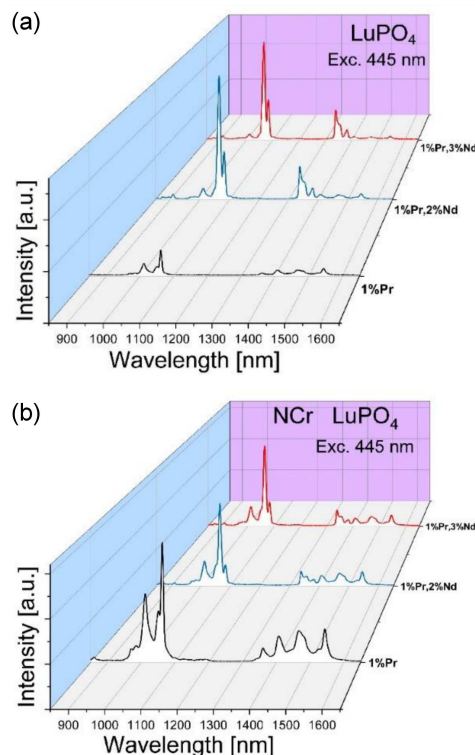 (a)
LuPO4
Exc. 445 nm
1%Pr,3%Nd
1%Pr,2%Nd
1%Pr
Intensity [a.u.]
900 1000 1100 1200 1300 1400 1500 1600
Wavelength [nm]
(b)
NCr LuPO4
Exc. 445 nm
1%Pr,3%Nd
1%Pr,2%Nd
1%Pr
Intensity [a.u.]
900 1000 1100 1200 1300 1400 1500 1600
Wavelength [nm]